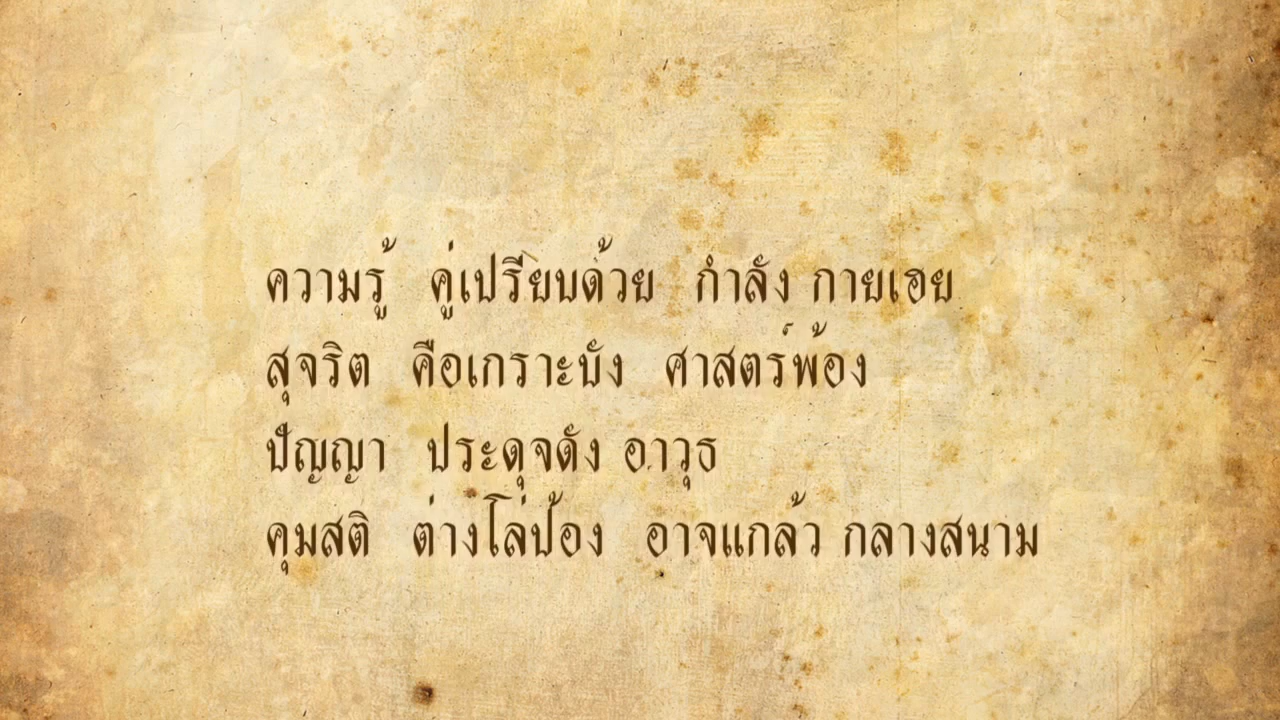 ความรู้ คู่เปรียบด้วย กำลัง กายเฮย
สุจริต คือเกราะบัง ศาสตร์พ้อง
ปัญญา ประดุจดัง อาวุธ
คุมสติ ต่างโล่ป้อง อาจแกล้ว กลางสนาม